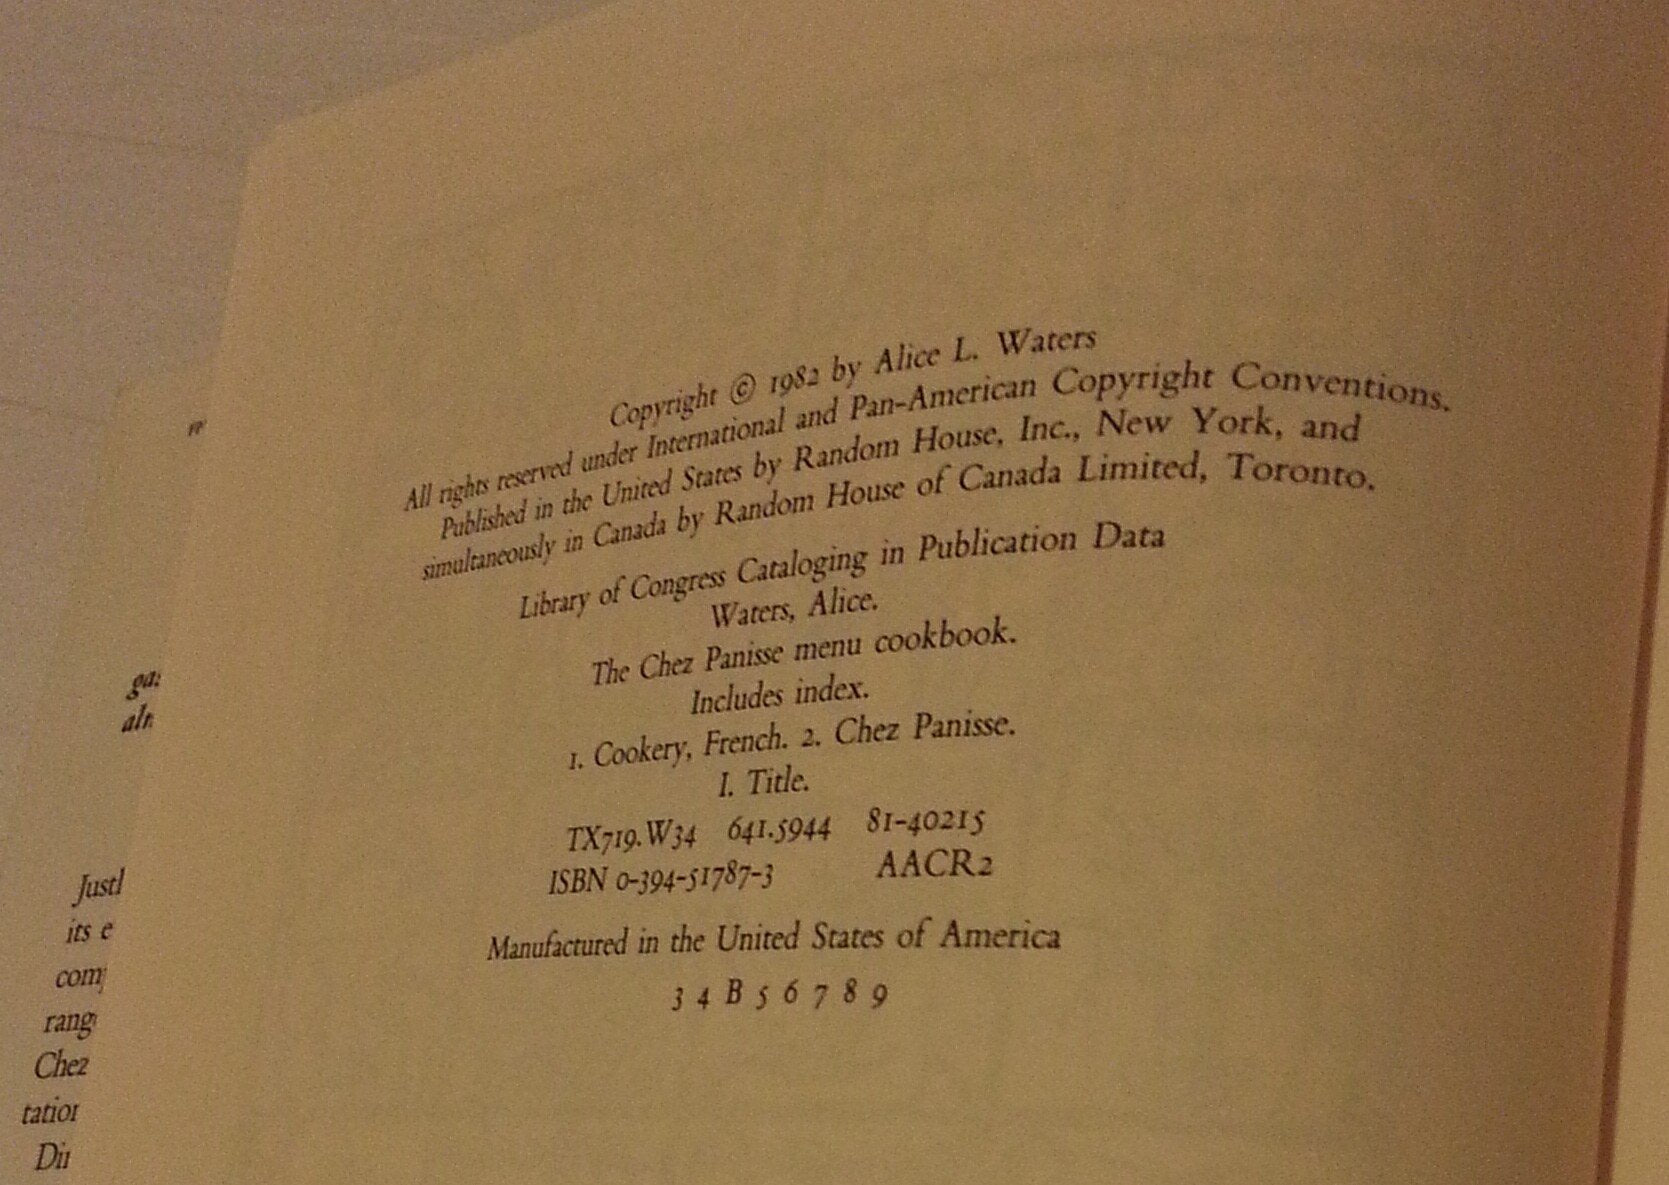 Copyright © 1982 by Alice L. Waters
All rights reserved under International and Pan-American Copyright Conventions.
Published in the United States by Random House, Inc., New York, and
simultaneously in Canada by Random House of Canada Limited, Toronto.
Library of Congress Cataloging in Publication Data
Waters, Alice.
The Chez Panisse menu cookbook.
Includes index.
1. Cookery, French. 2. Chez Panisse.
I. Title.
TX719.W34 641.5944 81-40215
ISBN 0-394-51787-3 AACR2
Manufactured in the United States of America
3 4 B 5 6 7 8 9
its e
Chez